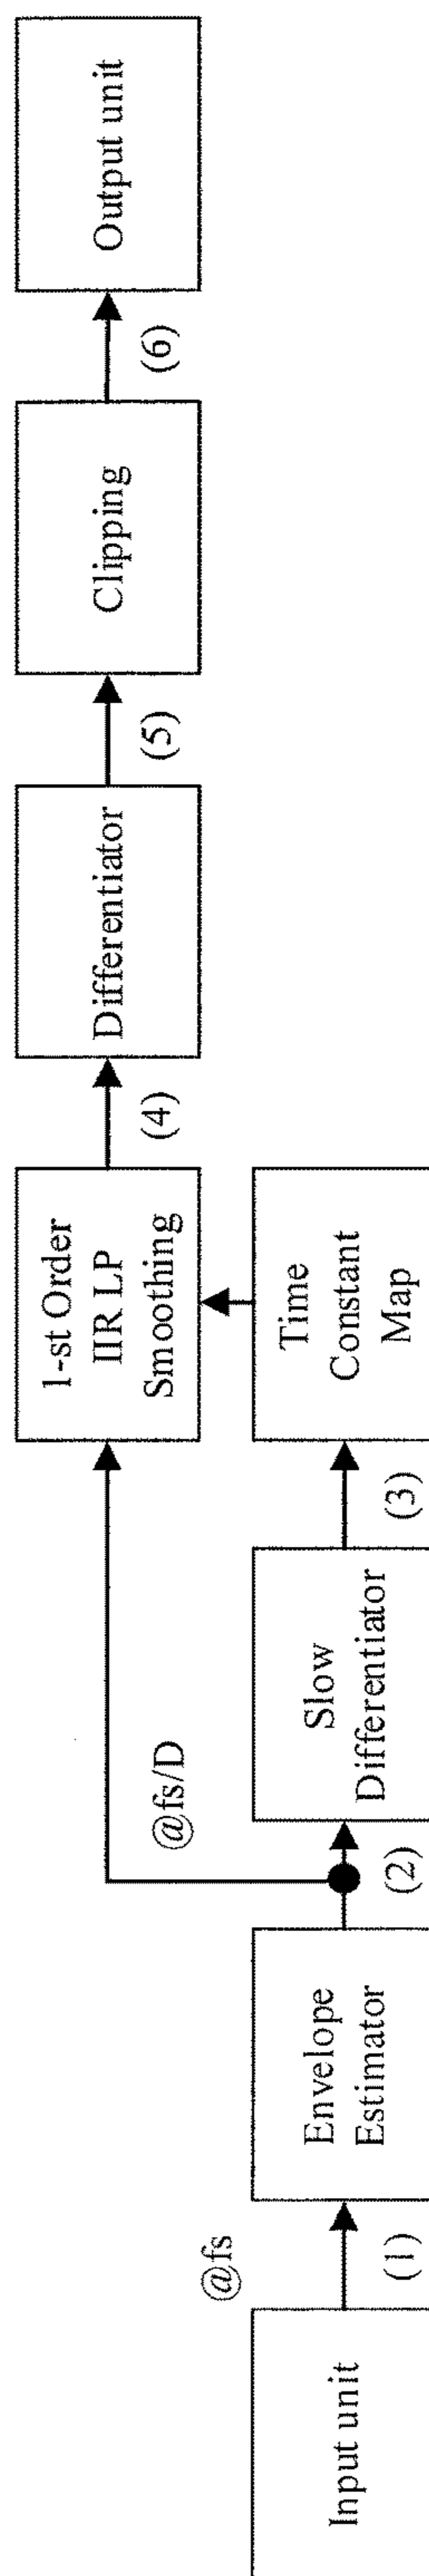 Input unit
@fs
(1)
Envelope
Estimator
(2)
@fs/D
Slow
Differentiator
(3)
Time
Constant
Map
1-st Order
IIR LP
Smoothing
(4)
Differentiator
(5)
Clipping
(6)
Output unit